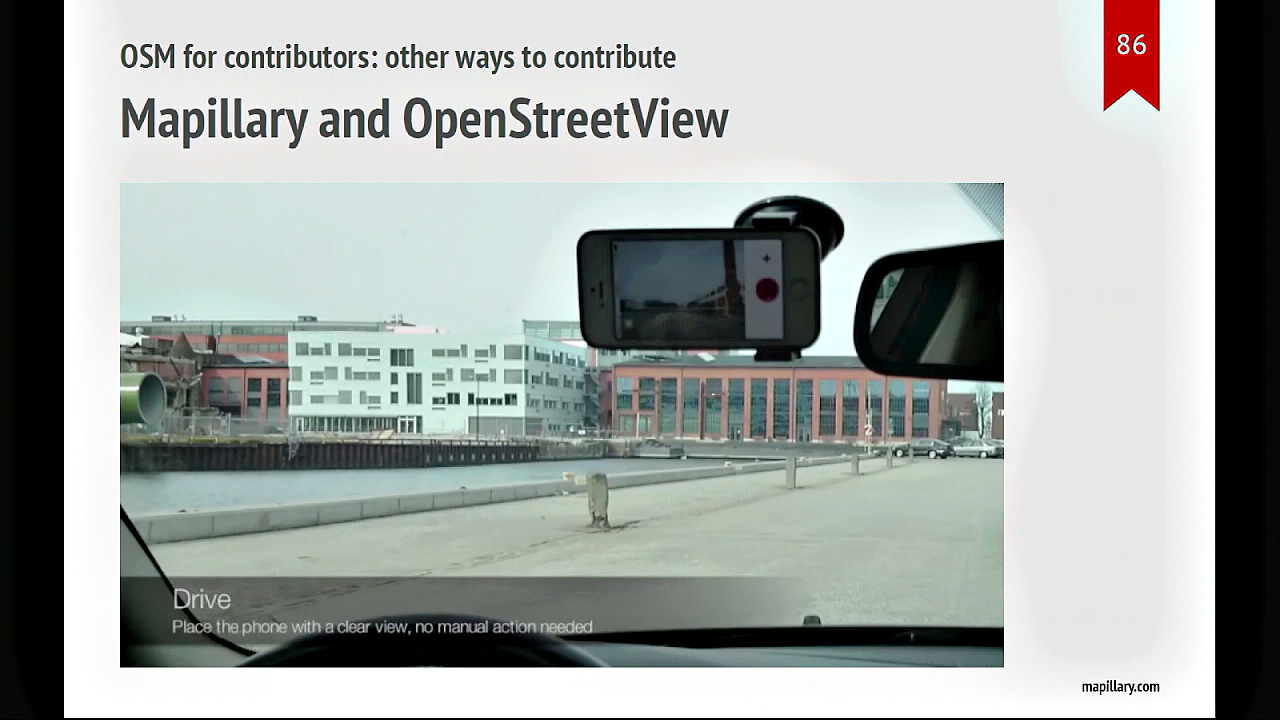 OSM for contributors: other ways to contribute
86
Mapillary and OpenStreetView
Drive
Place the phone with a clear view, no manual action needed
mapillary.com